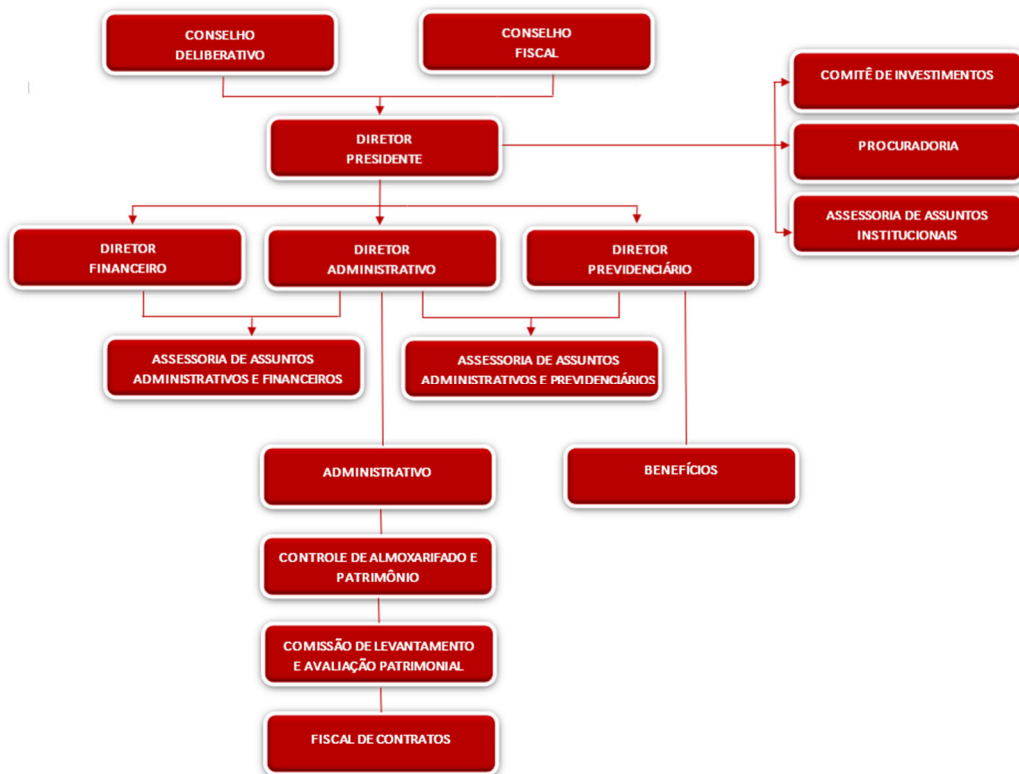 CONSELHO
DELIBERATIVO
CONSELHO
FISCAL
COMITÊ DE INVESTIMENTOS
DIRETOR
PRESIDENTE
PROCURADORIA
ASSESSORIA DE ASSUNTOS
INSTITUCIONAIS
DIRETOR
FINANCEIRO
DIRETOR
ADMINISTRATIVO
DIRETOR
PREVIDENCIÁRIO
ASSESSORIA DE ASSUNTOS
ADMINISTRATIVOS E FINANCEIROS
ASSESSORIA DE ASSUNTOS
ADMINISTRATIVOS E PREVIDENCIÁRIOS
ADMINISTRATIVO
BENEFÍCIOS
CONTROLE DE ALMOXARIFADO E
PATRIMÔNIO
COMISSÃO DE LEVANTAMENTO
E AVALIAÇÃO PATRIMONIAL
FISCAL DE CONTRATOS